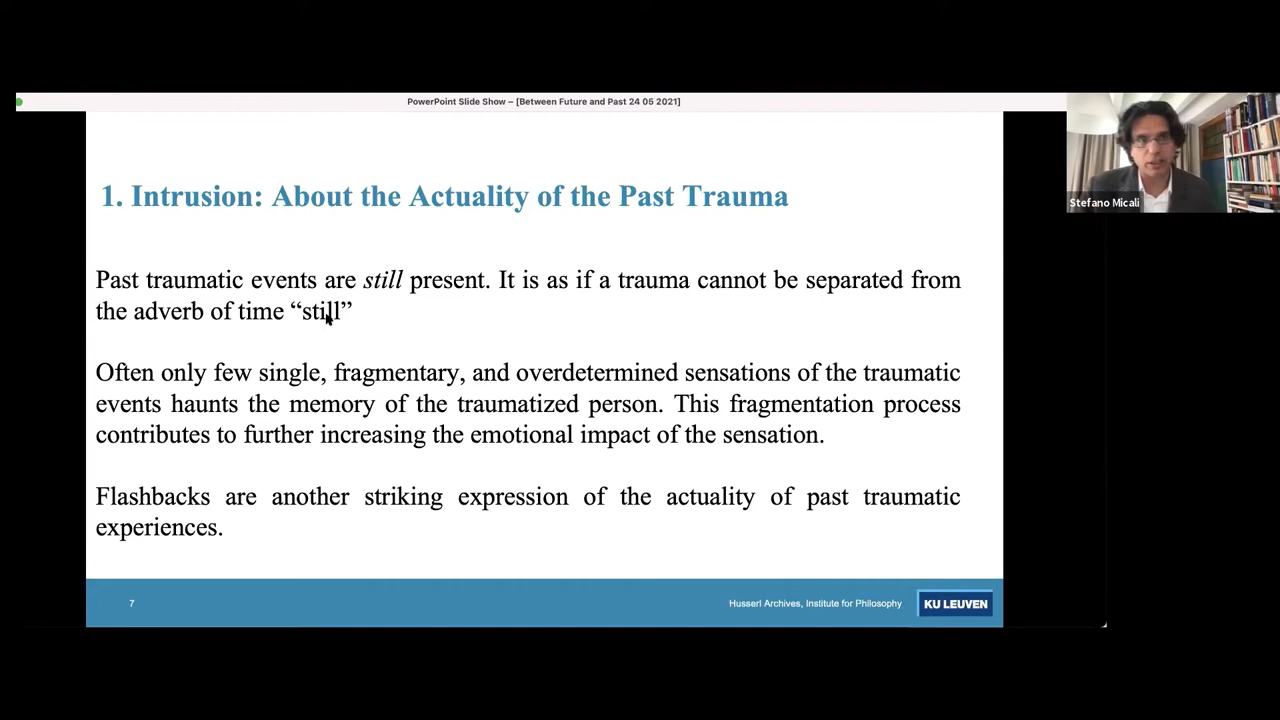 PowerPoint Slide Show – [Between Future and Past 24 05 2021]
Stefano Micali
1. Intrusion: About the Actuality of the Past Trauma
Past traumatic events are still present. It is as if a trauma cannot be separated from
the adverb of time “still”
Often only few single, fragmentary, and overdetermined sensations of the traumatic
events haunts the memory of the traumatized person. This fragmentation process
contributes to further increasing the emotional impact of the sensation.
Flashbacks are another striking expression of the actuality of past traumatic
experiences.
7
Husserl Archives, Institute for Philosophy
KU LEUVEN